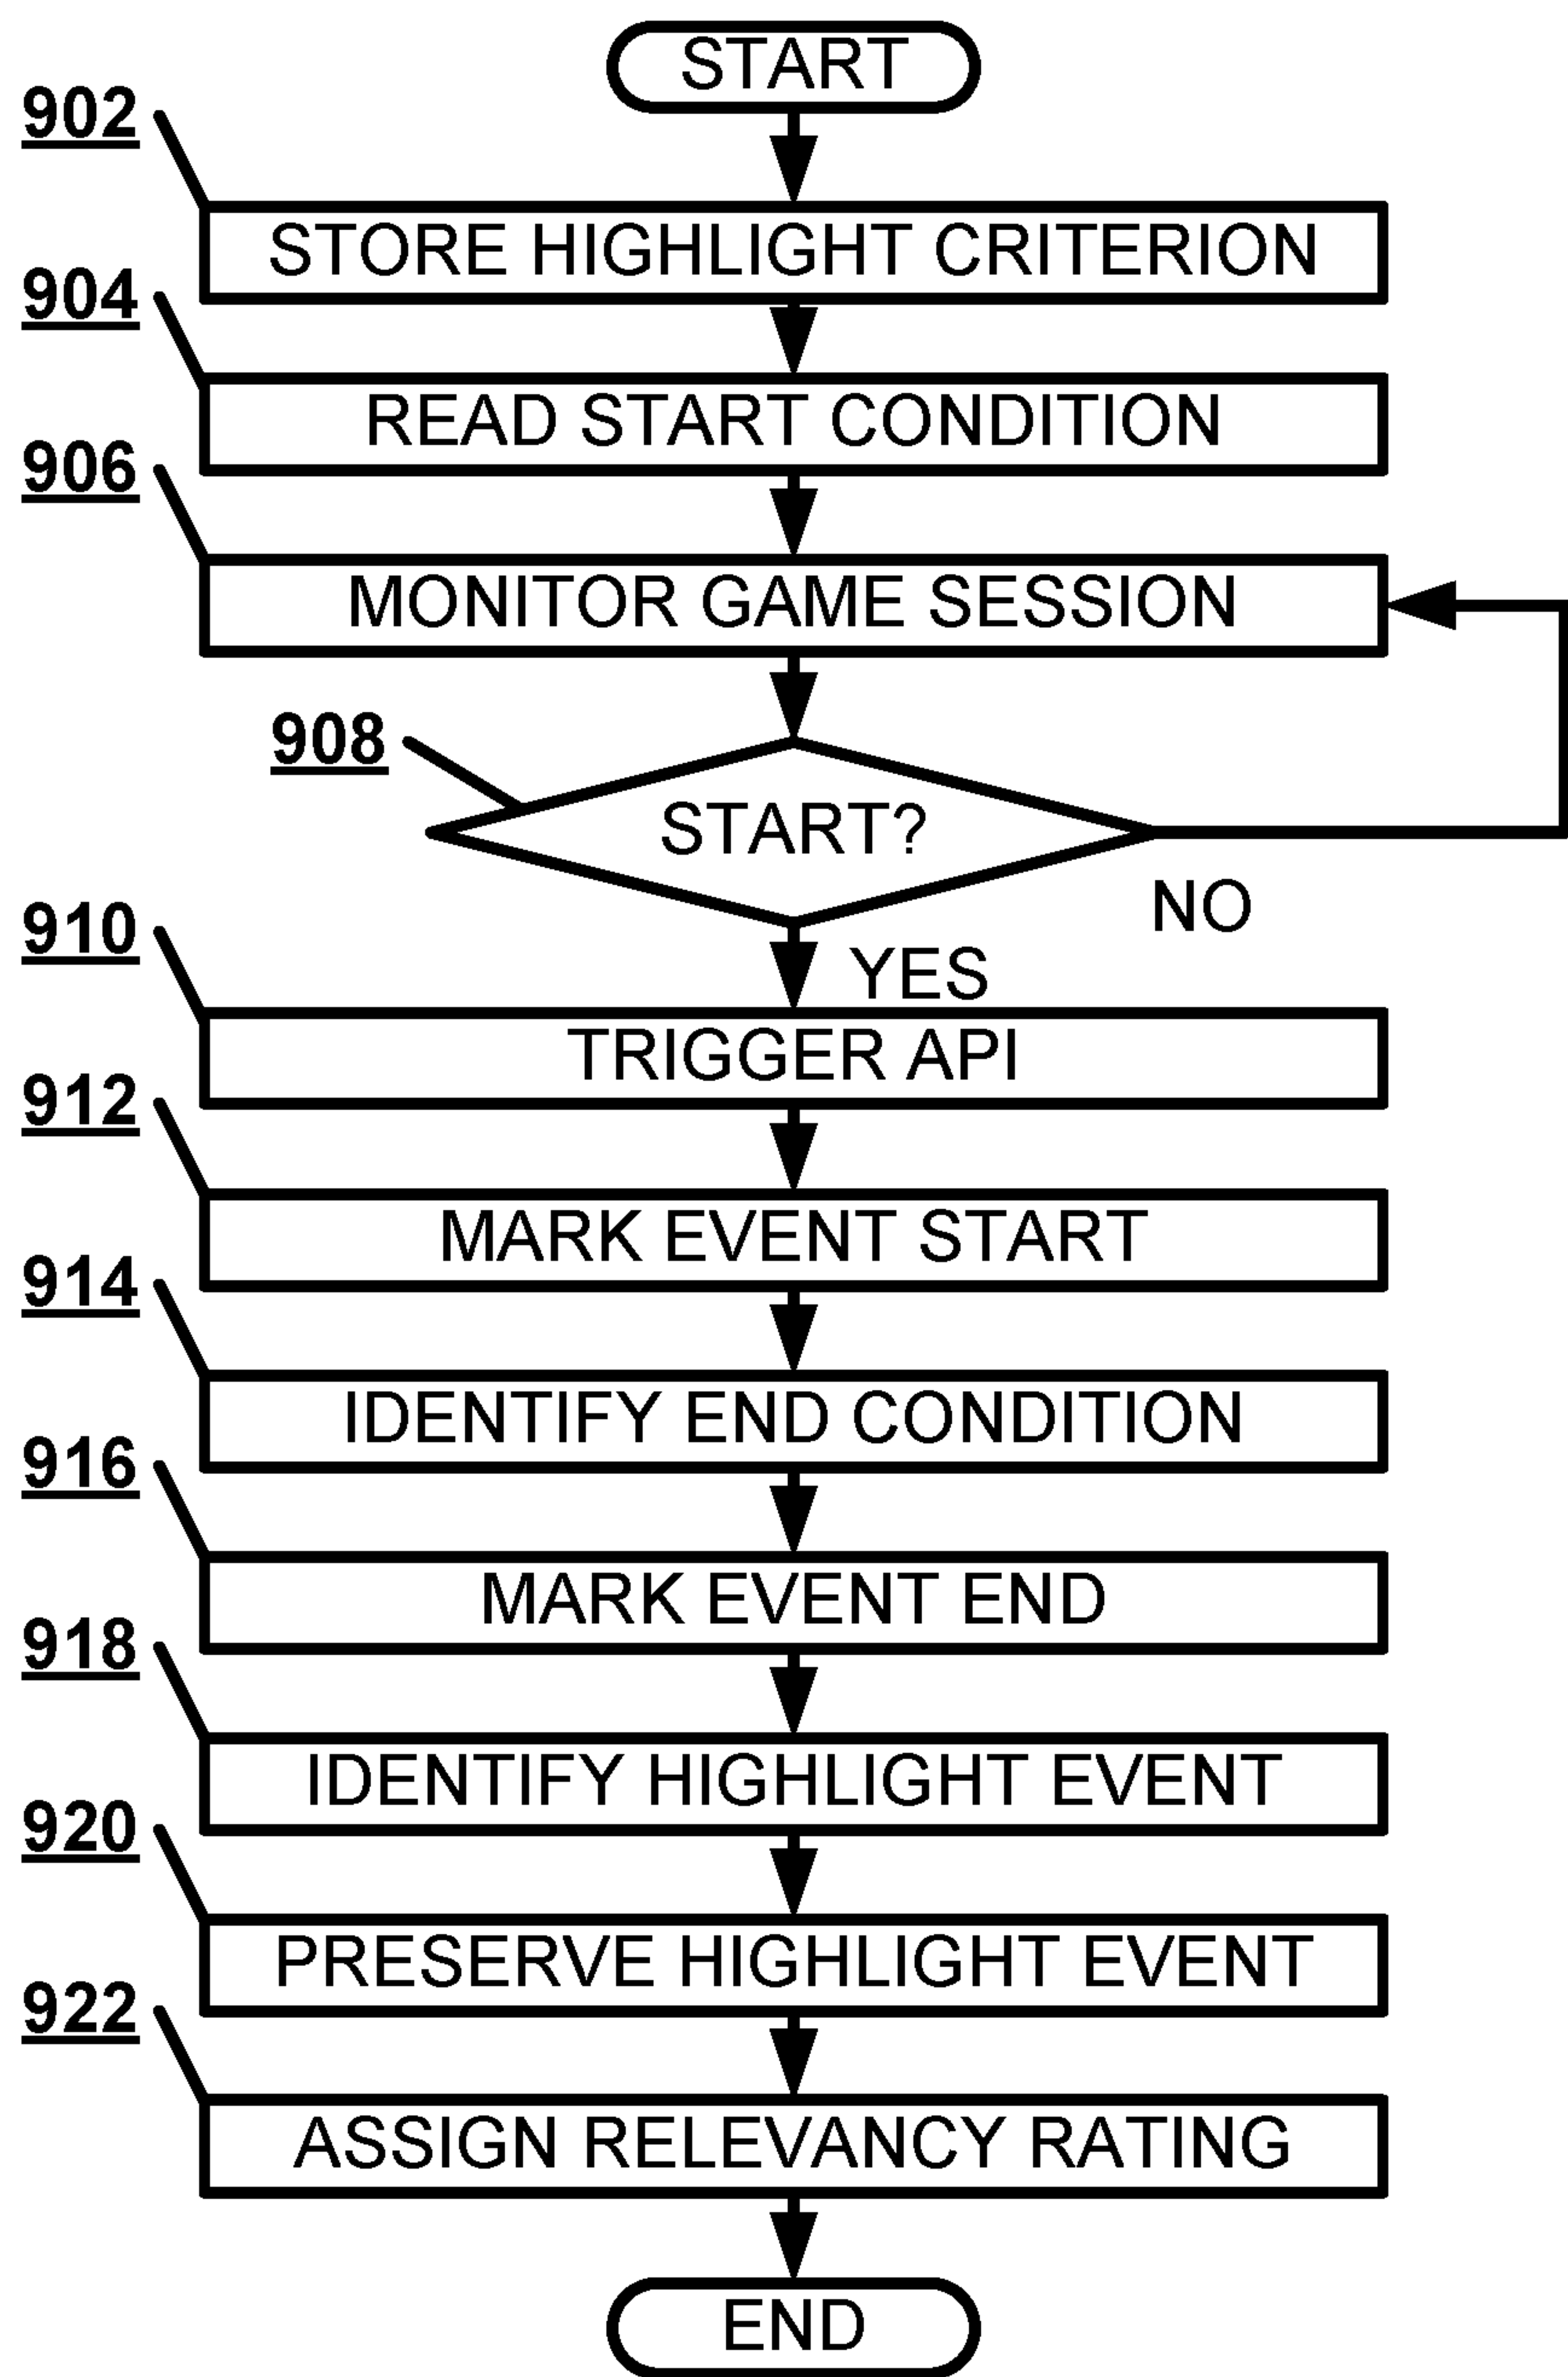 START
902
STORE HIGHLIGHT CRITERION
904
READ START CONDITION
906
MONITOR GAME SESSION
908
START?
NO
YES
910
TRIGGER API
912
MARK EVENT START
914
IDENTIFY END CONDITION
916
MARK EVENT END
918
IDENTIFY HIGHLIGHT EVENT
920
PRESERVE HIGHLIGHT EVENT
922
ASSIGN RELEVANCY RATING
END